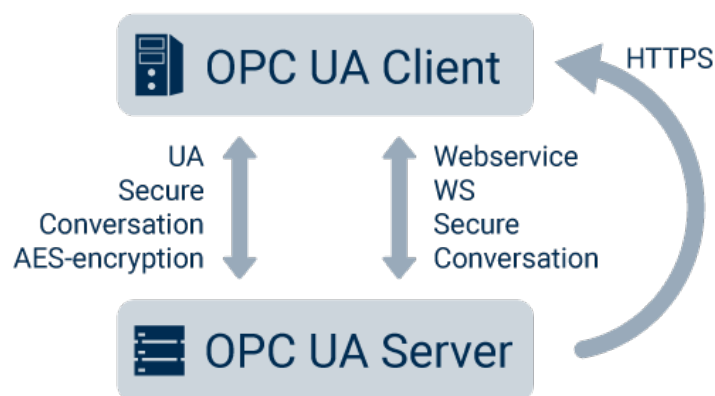 OPC UA Client
HTTPS
UA
Secure
Conversation
AES-encryption
Webservice
WS
Secure
Conversation
OPC UA Server